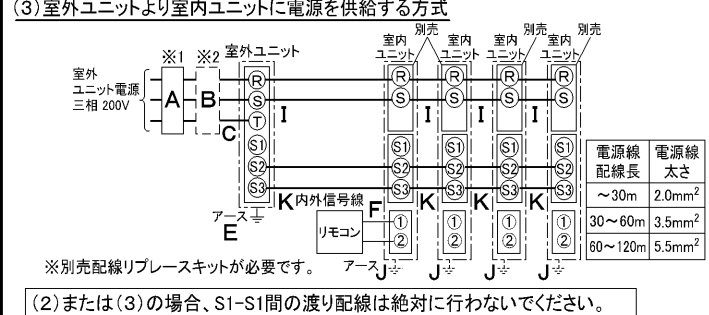 (3)室外ユニットより室内ユニットに電源を供給する方式
※1 ※2 室外ユニット
室内ユニット 別売 室内ユニット 室内ユニット 別売 室内ユニット 別売
室外
ユニット電源
三相 200V
A B C
R R R R R
S I S I S I S I S
T
S1 S1 S1 S1 S1
S2 S2 S2 S2 S2
S3 K 内外信号線 S3 K S3 K S3 K S3
アース
E
リモコン F
① ① ① ①
② ② ② ②
アース J J J J
電源線配線長 電源線太さ
~30m 2.0mm²
30~60m 3.5mm²
60~120m 5.5mm²
※別売配線リプレースキットが必要です。
(2)または(3)の場合、S1-S1間の渡り配線は絶対に行わないでください。